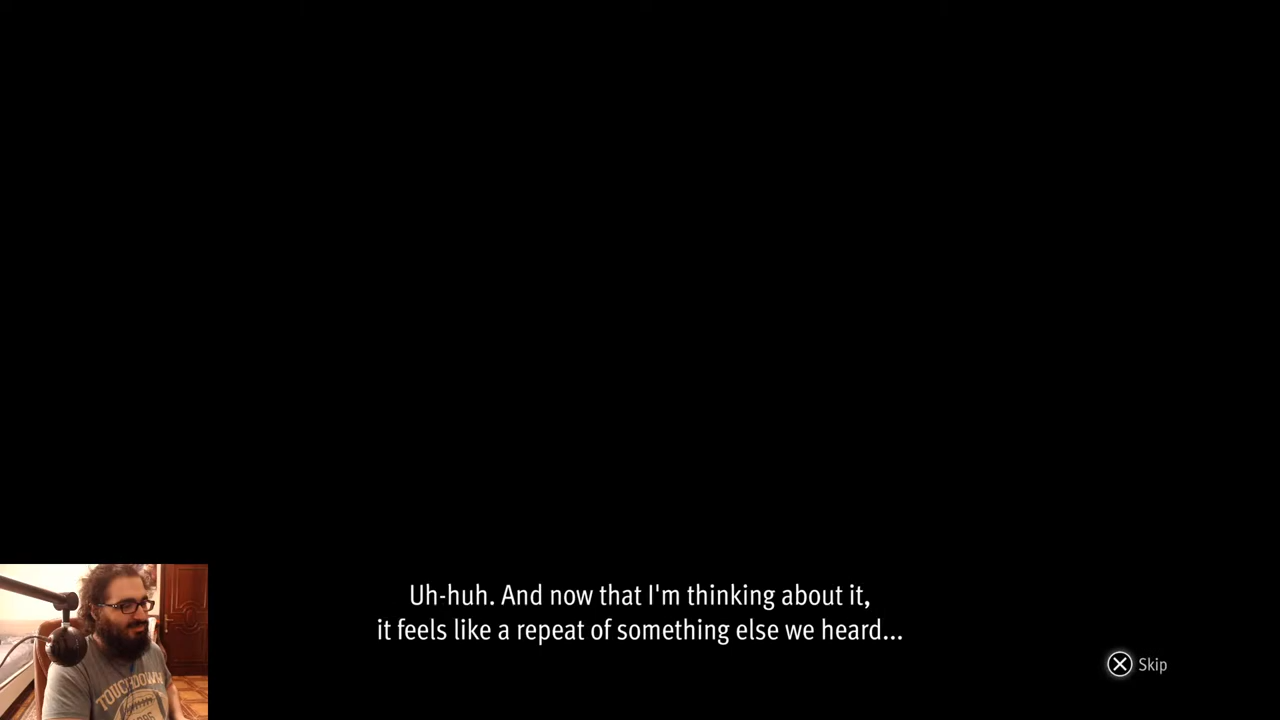 Uh-huh. And now that I'm thinking about it,
it feels like a repeat of something else we heard...
Skip
TOUCHDOWN